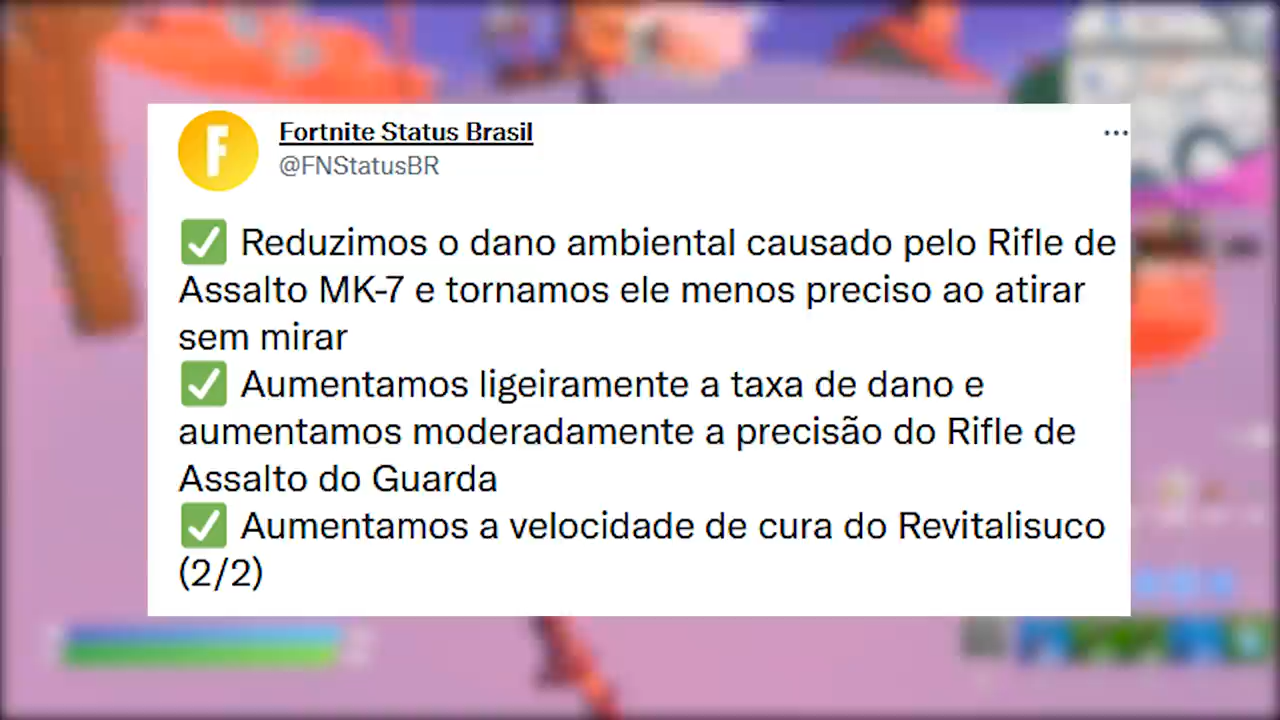 F
Fortnite Status Brasil
@FNStatusBR
✅ Reduzimos o dano ambiental causado pelo Rifle de
Assalto MK-7 e tornamos ele menos preciso ao atirar
sem mirar
✅ Aumentamos ligeiramente a taxa de dano e
aumentamos moderadamente a precisão do Rifle de
Assalto do Guarda
✅ Aumentamos a velocidade de cura do Revitalisuco
(2/2)